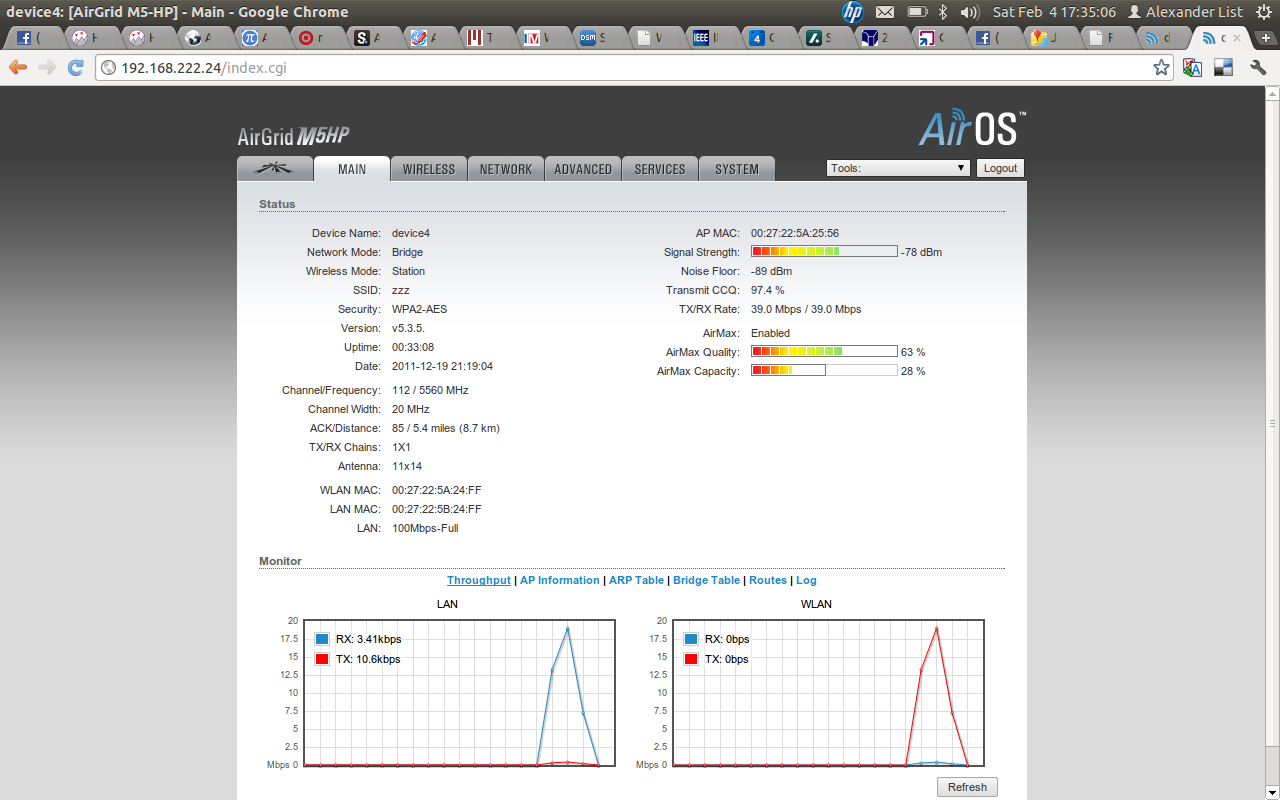 device4: [AirGrid M5-HP] - Main - Google Chrome
hp
Sat Feb 4 17:35:06
Alexander List
192.168.222.24/index.cgi
AirGrid M5HP
AirOS™
MAIN
WIRELESS
NETWORK
ADVANCED
SERVICES
SYSTEM
Tools:
Logout
Status
Device Name: device4
Network Mode: Bridge
Wireless Mode: Station
SSID: zzz
Security: WPA2-AES
Version: v5.3.5.
Uptime: 00:33:08
Date: 2011-12-19 21:19:04
Channel/Frequency: 112 / 5560 MHz
Channel Width: 20 MHz
ACK/Distance: 85 / 5.4 miles (8.7 km)
TX/RX Chains: 1X1
Antenna: 11x14
WLAN MAC: 00:27:22:5A:24:FF
LAN MAC: 00:27:22:5B:24:FF
LAN: 100Mbps-Full
AP MAC: 00:27:22:5A:25:56
Signal Strength: -78 dBm
Noise Floor: -89 dBm
Transmit CCQ: 97.4 %
TX/RX Rate: 39.0 Mbps / 39.0 Mbps
AirMax: Enabled
AirMax Quality: 63 %
AirMax Capacity: 28 %
Monitor
Throughput | AP Information | ARP Table | Bridge Table | Routes | Log
LAN
20
17.5
15
12.5
10
7.5
5
2.5
Mbps 0
RX: 3.41kbps
TX: 10.6kbps
WLAN
20
17.5
15
12.5
10
7.5
5
2.5
Mbps 0
RX: 0bps
TX: 0bps
Refresh